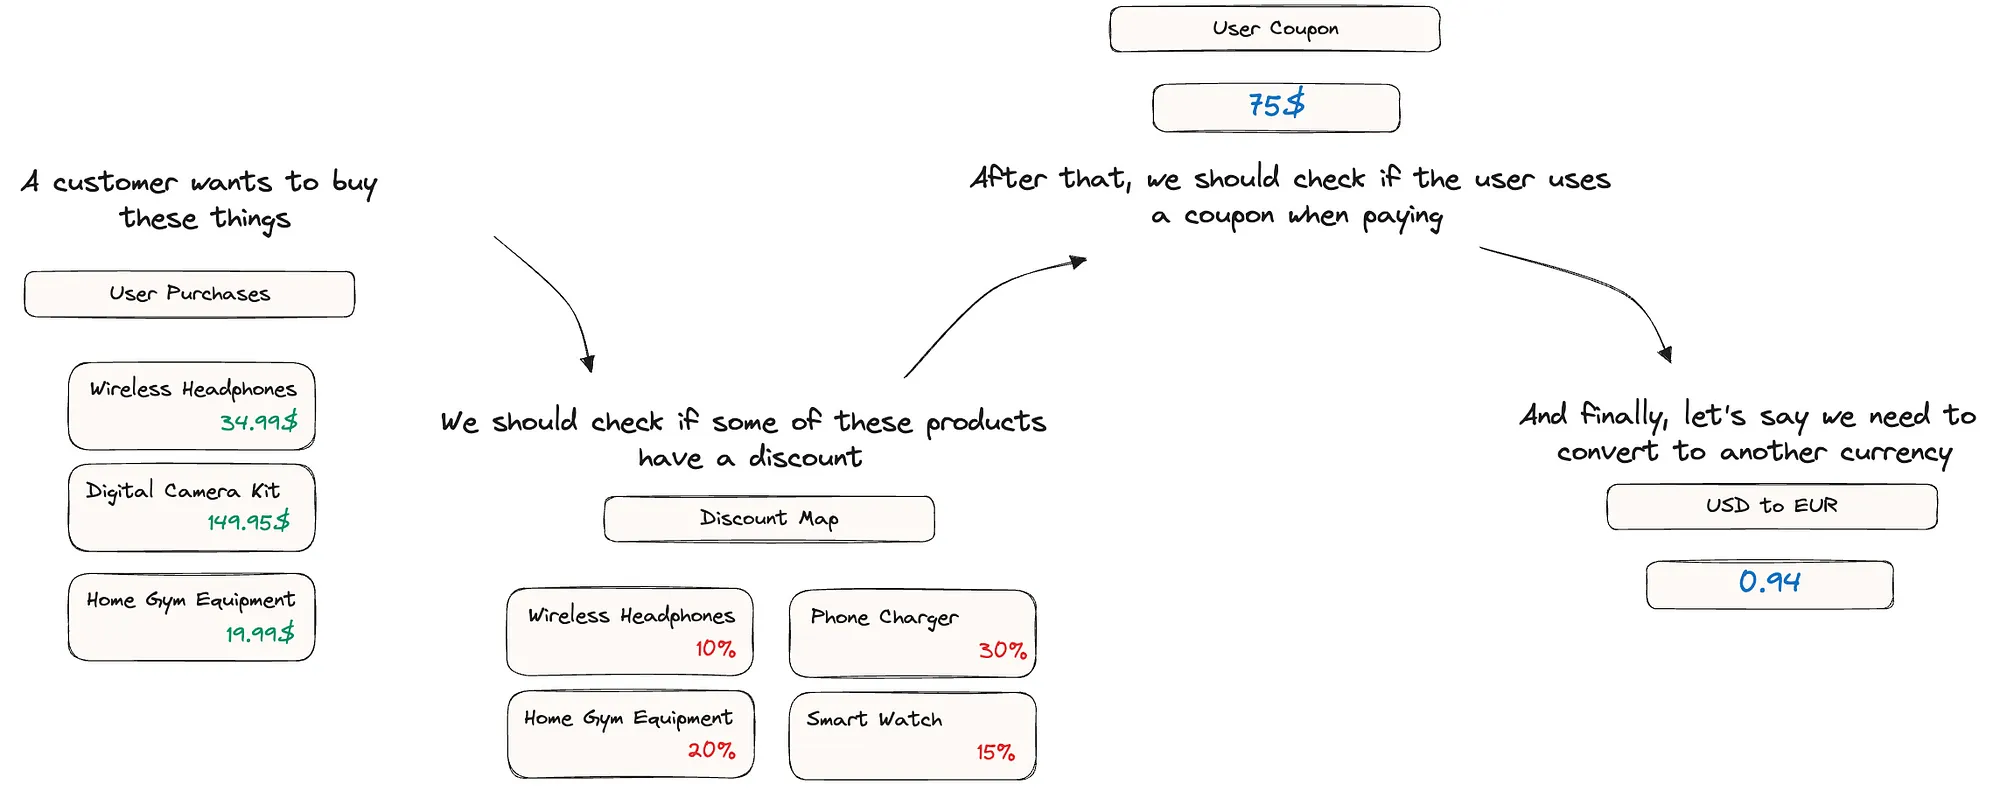 A customer wants to buy
these things
User Purchases
Wireless Headphones
34.99$
Digital Camera Kit
149.95$
Home Gym Equipment
19.99$
We should check if some of these products
have a discount
Discount Map
Wireless Headphones
10%
Phone Charger
30%
Home Gym Equipment
20%
Smart Watch
15%
User Coupon
75$
After that, we should check if the user uses
a coupon when paying
And finally, let's say we need to
convert to another currency
USD to EUR
0.94